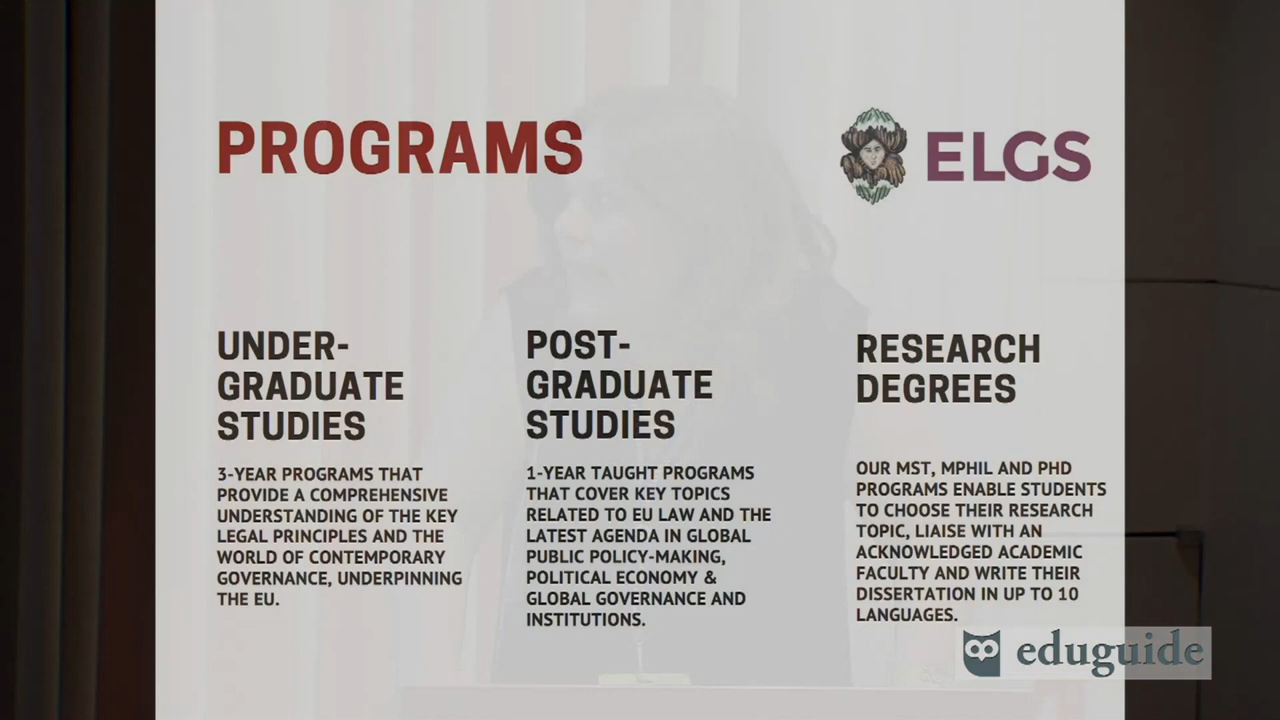 PROGRAMS
ELGS
UNDER-
GRADUATE
STUDIES
3-YEAR PROGRAMS THAT
PROVIDE A COMPREHENSIVE
UNDERSTANDING OF THE KEY
LEGAL PRINCIPLES AND THE
WORLD OF CONTEMPORARY
GOVERNANCE, UNDERPINNING
THE EU.
POST-
GRADUATE
STUDIES
1-YEAR TAUGHT PROGRAMS
THAT COVER KEY TOPICS
RELATED TO EU LAW AND THE
LATEST AGENDA IN GLOBAL
PUBLIC POLICY-MAKING,
POLITICAL ECONOMY &
GLOBAL GOVERNANCE AND
INSTITUTIONS.
RESEARCH
DEGREES
OUR MST, MPHIL AND PHD
PROGRAMS ENABLE STUDENTS
TO CHOOSE THEIR RESEARCH
TOPIC, LIAISE WITH AN
ACKNOWLEDGED ACADEMIC
FACULTY AND WRITE THEIR
DISSERTATION IN UP TO 10
LANGUAGES.
eduguide